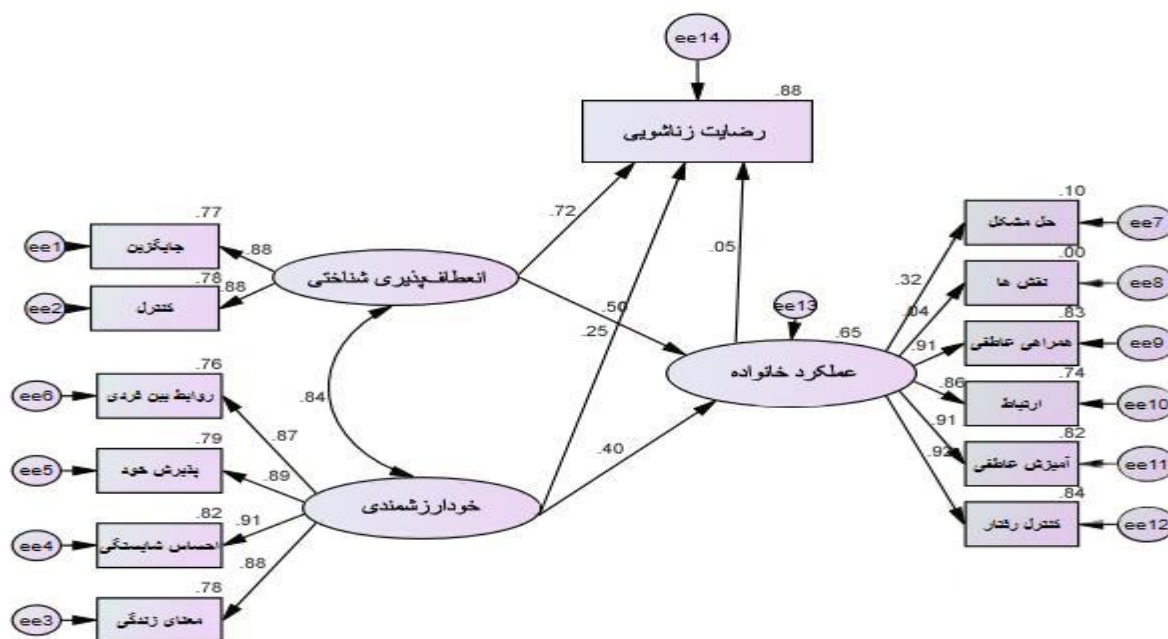 ee14
.88
رضایت زناشویی
.72
.25
.05
.77
ee1
جایگزین
.88
.78
ee2
کنترل
.88
انعطاف‌پذیری شناختی
.84
.50
.40
.76
ee6
روابط بین فردی
.87
.79
ee5
پذیرش خود
.89
.82
ee4
احساس شایستگی
.91
.78
ee3
معنای زندگی
.88
خودارزشمندی
ee13
.65
عملکرد خانواده
.10
حل مشکل
ee7
.32
.00
نقش ها
ee8
.04
.83
همراهی عاطفی
ee9
.91
.74
ارتباط
ee10
.86
.82
آمیزش عاطفی
ee11
.91
.84
کنترل رفتار
ee12
.92